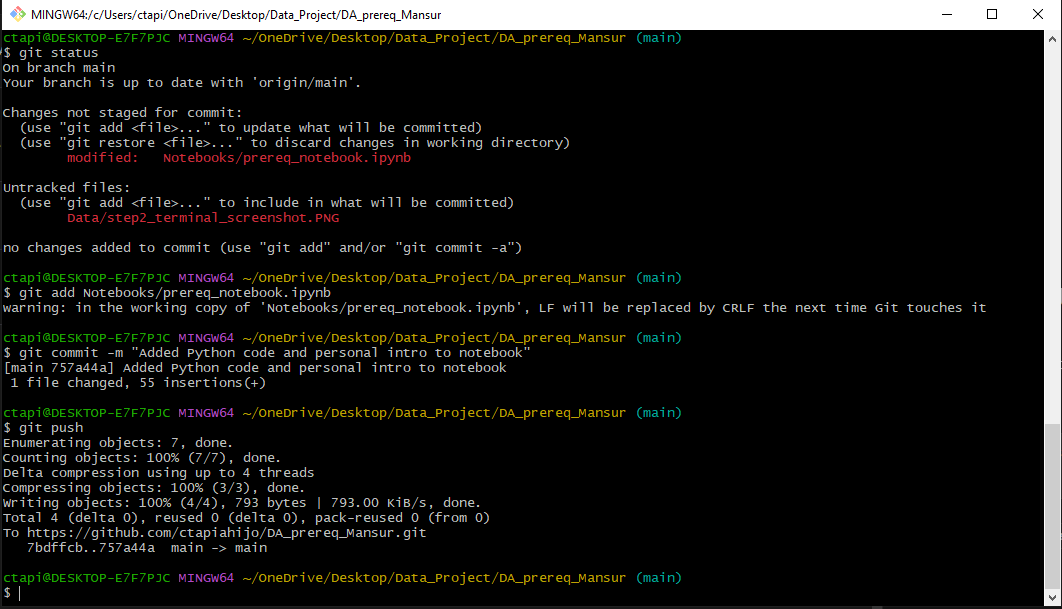 MINGW64:/c/Users/ctapi/OneDrive/Desktop/Data_Project/DA_prereq_Mansur
ctapi@DESKTOP-E7F7PJC MINGW64 ~/OneDrive/Desktop/Data_Project/DA_prereq_Mansur (main)
$ git status
On branch main
Your branch is up to date with 'origin/main'.

Changes not staged for commit:
  (use "git add <file>..." to update what will be committed)
  (use "git restore <file>..." to discard changes in working directory)
        modified:   Notebooks/prereq_notebook.ipynb

Untracked files:
  (use "git add <file>..." to include in what will be committed)
        Data/step2_terminal_screenshot.PNG

no changes added to commit (use "git add" and/or "git commit -a")

ctapi@DESKTOP-E7F7PJC MINGW64 ~/OneDrive/Desktop/Data_Project/DA_prereq_Mansur (main)
$ git add Notebooks/prereq_notebook.ipynb
warning: in the working copy of 'Notebooks/prereq_notebook.ipynb', LF will be replaced by CRLF the next time Git touches it

ctapi@DESKTOP-E7F7PJC MINGW64 ~/OneDrive/Desktop/Data_Project/DA_prereq_Mansur (main)
$ git commit -m "Added Python code and personal intro to notebook"
[main 757a44a] Added Python code and personal intro to notebook
 1 file changed, 55 insertions(+)

ctapi@DESKTOP-E7F7PJC MINGW64 ~/OneDrive/Desktop/Data_Project/DA_prereq_Mansur (main)
$ git push
Enumerating objects: 7, done.
Counting objects: 100% (7/7), done.
Delta compression using up to 4 threads
Compressing objects: 100% (3/3), done.
Writing objects: 100% (4/4), 793 bytes | 793.00 KiB/s, done.
Total 4 (delta 0), reused 0 (delta 0), pack-reused 0 (from 0)
To https://github.com/ctapiahijo/DA_prereq_Mansur.git
   7bdffcb..757a44a  main -> main

ctapi@DESKTOP-E7F7PJC MINGW64 ~/OneDrive/Desktop/Data_Project/DA_prereq_Mansur (main)
$